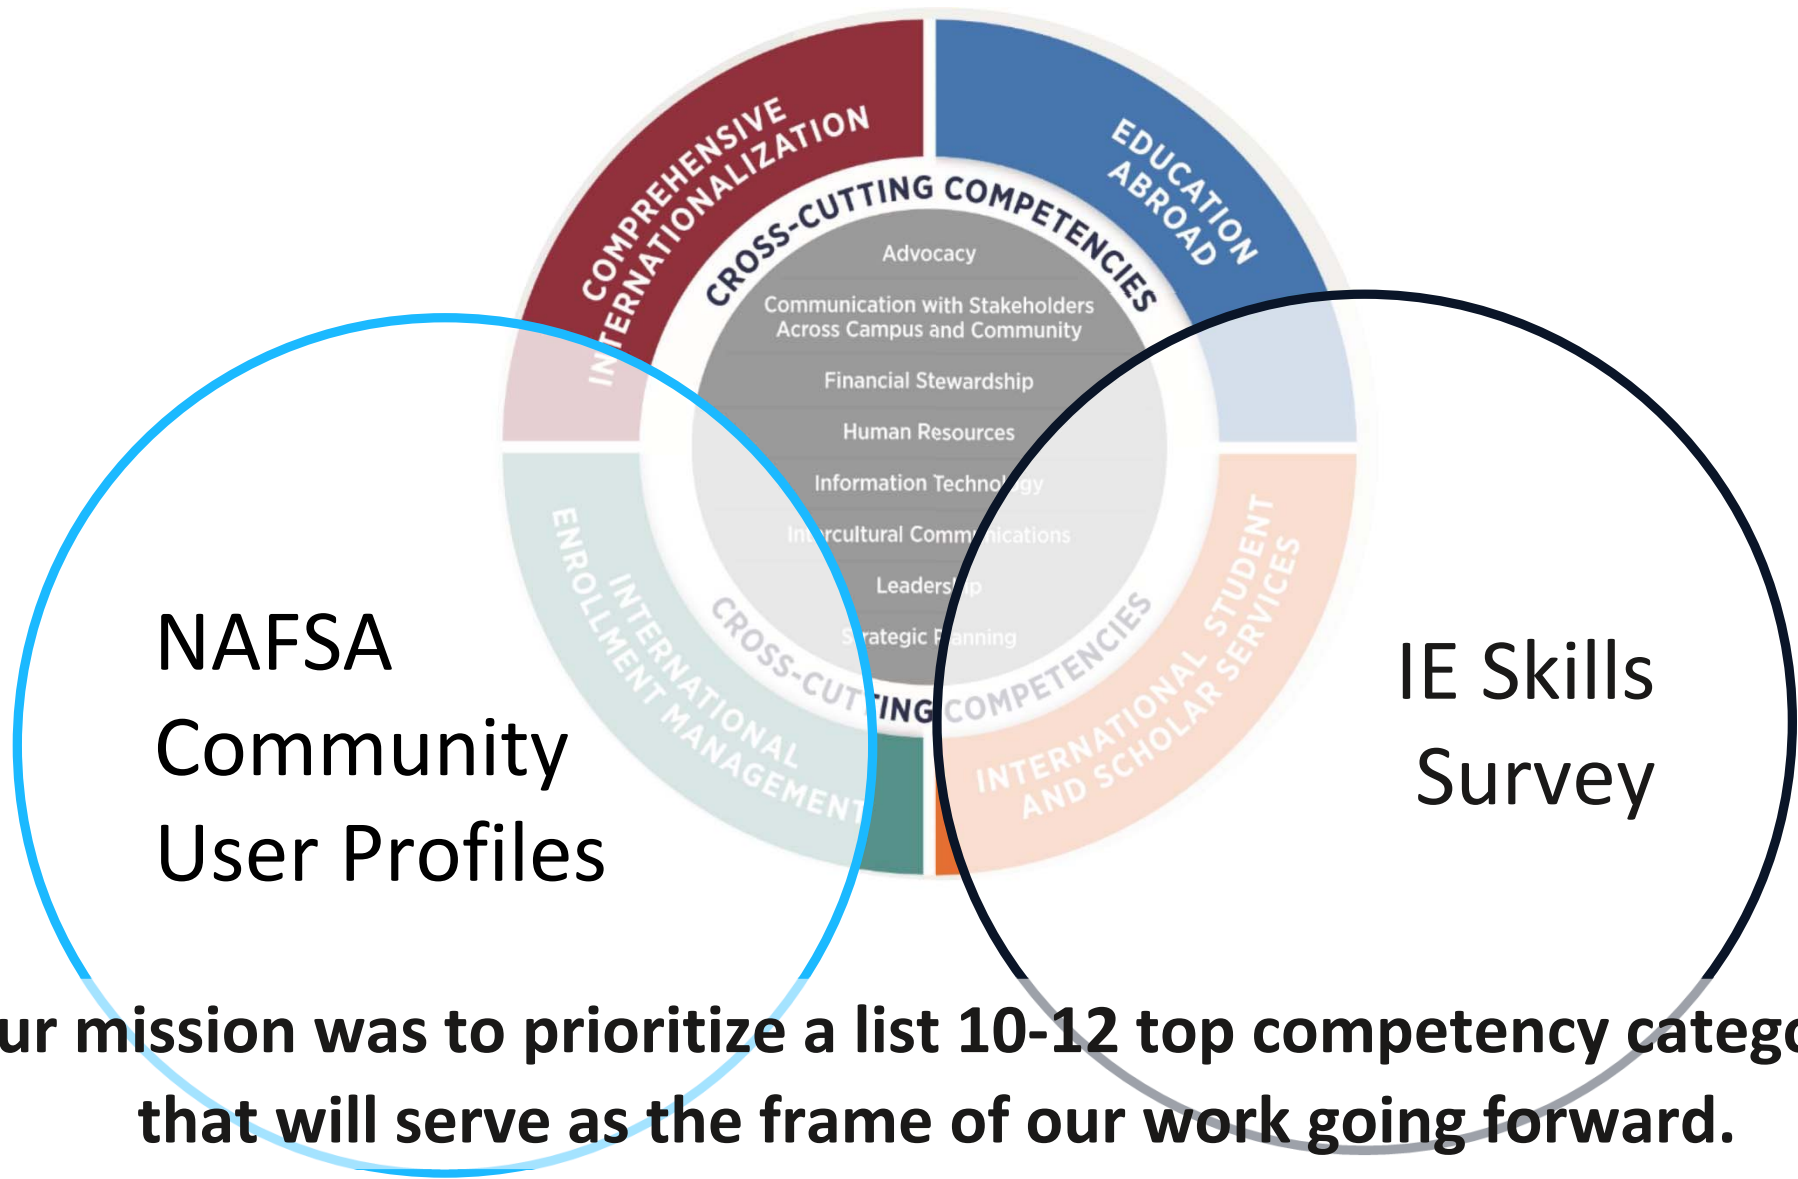 COMPREHENSIVE
INTERNATIONALIZATION
EDUCATION
ABROAD
CROSS-CUTTING COMPETENCIES
Advocacy
Communication with Stakeholders
Across Campus and Community
Financial Stewardship
Human Resources
Information Technology
Intercultural Communications
Leadership
Strategic Planning
CROSS-CUTTING COMPETENCIES
INTERNATIONAL
ENROLLMENT MANAGEMENT
INTERNATIONAL STUDENT
AND SCHOLAR SERVICES
NAFSA
Community
User Profiles
IE Skills
Survey
ur mission was to prioritize a list 10-12 top competency catego
that will serve as the frame of our work going forward.